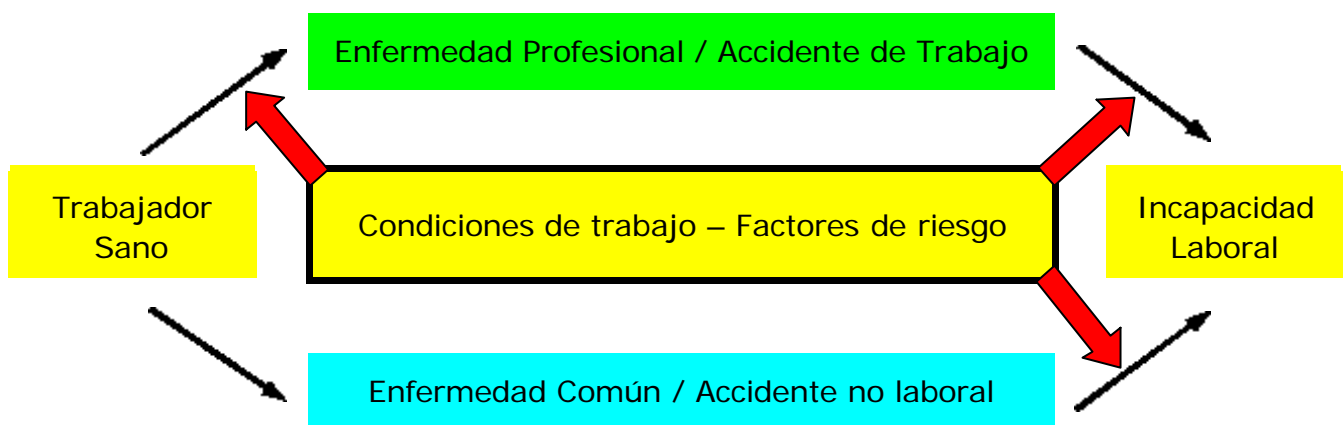 Enfermedad Profesional / Accidente de Trabajo
Trabajador
Sano
Condiciones de trabajo – Factores de riesgo
Incapacidad
Laboral
Enfermedad Común / Accidente no laboral